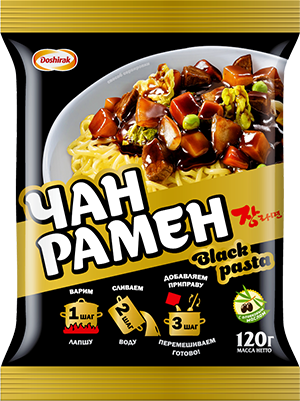 Doshirak
ЧАН
РАМЕН
Black
pasta
ВАРИМ
1 ШАГ
ЛАПШУ
СЛИВАЕМ
2 ШАГ
ВОДУ
ДОБАВЛЯЕМ
ПРИПРАВУ
3 ШАГ
ПЕРЕМЕШИВАЕМ
ГОТОВО!
120г
МАССА НЕТТО